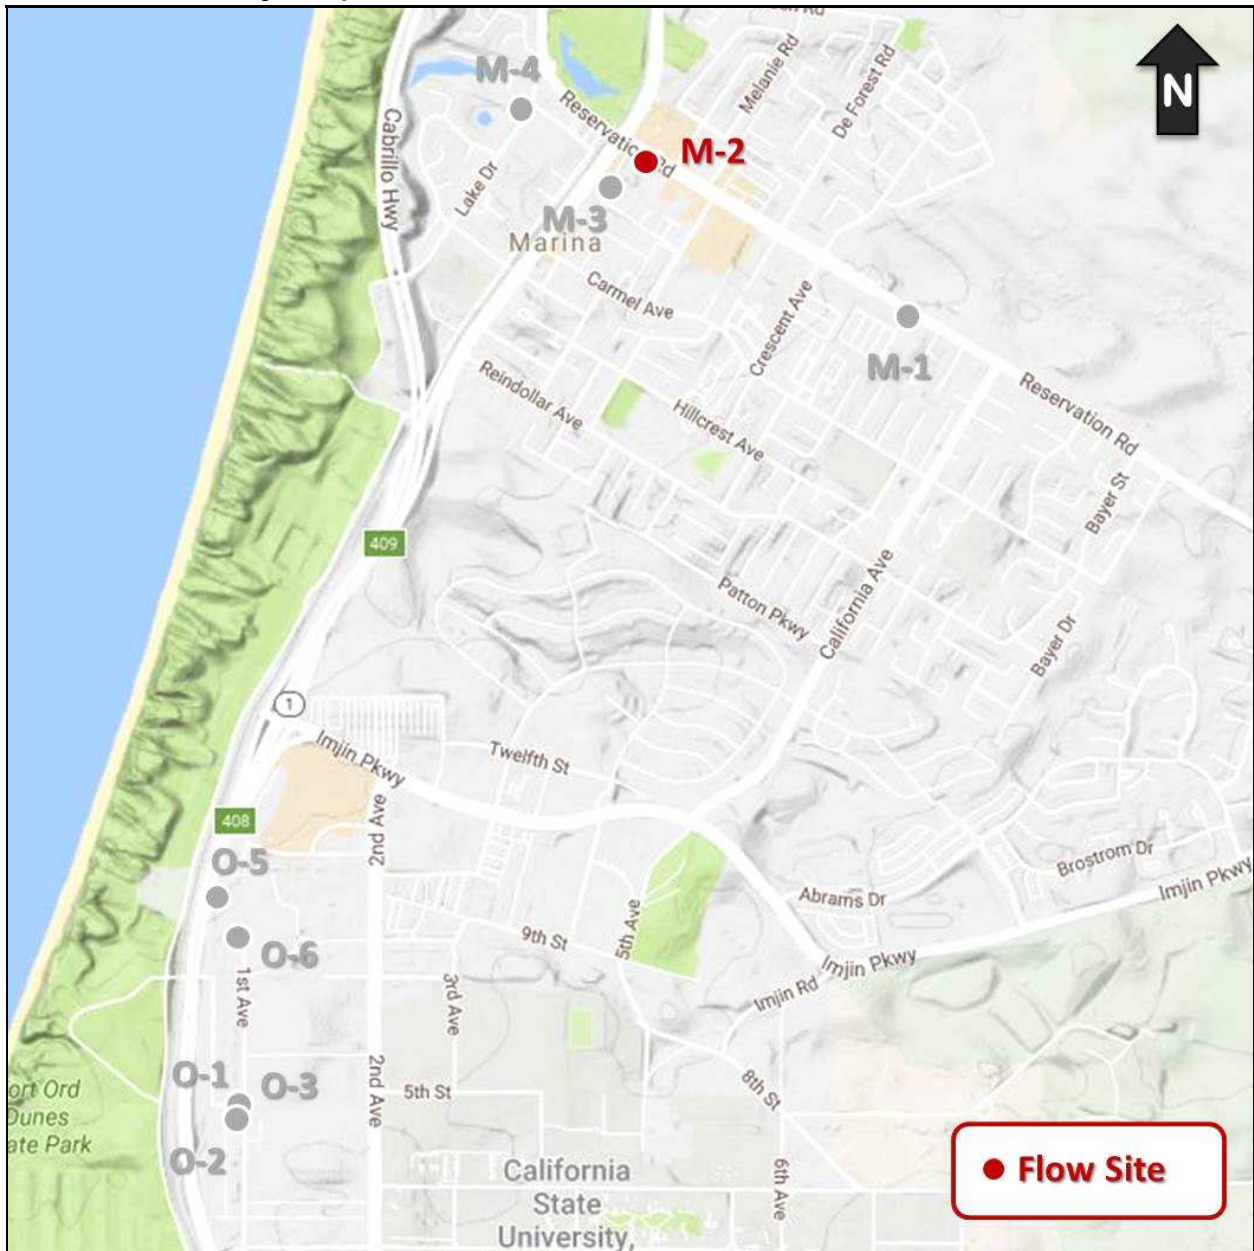 N
M-4
Melanie Rd
De Forest Rd
Reservation Rd
M-2
Cabrillo Hwy
Lake Dr
M-3
Marina
Carmel Ave
Crescent Ave
M-1
Reservation Rd
Reindollar Ave
Hillcrest Ave
Bayer St
409
California Ave
Patton Pkwy
Bayer Dr
1
Imjin Pkwy
Twelfth St
408
2nd Ave
O-5
Brostrom Dr
Imjin Pkwy
Abrams Dr
O-6
9th St
5th Ave
Imjin Pkwy
Imjin Rd
1st Ave
3rd Ave
O-1
O-3
2nd Ave
5th St
8th St
ort Ord
Dunes
ate Park
O-2
6th Ave
California
State
University,
Flow Site